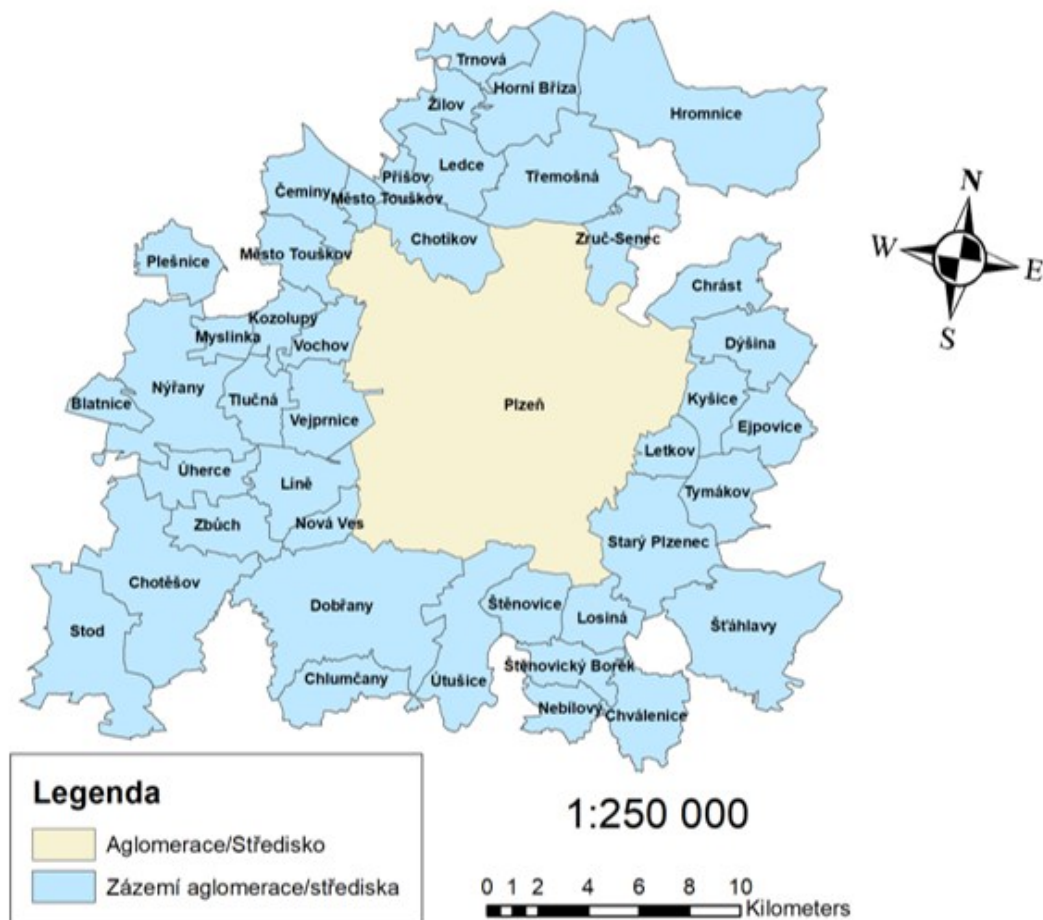 Trnová
Horní Bříza
Žilov
Hromnice
Ledce
Příšov
Třemošná
Čeminy
Město Touškov
Chotíkov
Zruč-Senec
Město Touškov
Plešnice
Chrást
Kozolupy
Myslinka
Vochov
Dýšina
Nýřany
Tlučná
Blatnice
Vejprnice
Plzeň
Kyšice
Ejpovice
Letkov
Úherce
Líně
Tymákov
Zbůch
Nová Ves
Starý Plzenec
Chotěšov
Dobřany
Štěnovice
Losiná
Stod
Šťáhlavy
Štěnovický Borek
Chlumčany
Útušice
Nebílovy
Chválenice
N
W
E
S
Legenda
Aglomerace/Středisko
Zázemí aglomerace/střediska
1:250 000
0 1 2 4 6 8 10
Kilometers